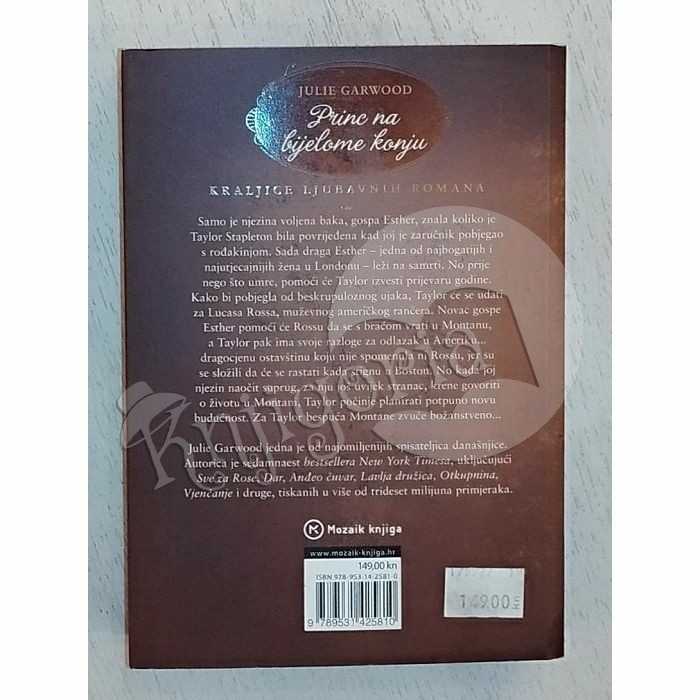 JULIE GARWOOD
Princ na
bijelome konju
KRALJICE LJUBAVNIH ROMANA
Samo je njezina voljena baka, gospa Esther, znala koliko je
Taylor Stapleton bila povrijeđena kad joj je zaručnik pobjegao
s rođakinjom. Sada draga Esther – jedna od najbogatijih i
najutjecajnijih žena u Londonu – leži na samrti. No prije
nego što umre, pomoći će Taylor izvesti prijevaru godine.
Kako bi pobjegla od beskrupuloznog ujaka, Taylor će se udati
za Lucasa Rossa, muževnog američkog rančera. Novac gospe
Esther pomoći će Rossu da se s braćom vrati u Montanu,
a Taylor pak ima svoje razloge za odlazak u Ameriku...
dragocjenu ostavštinu koju nije spomenula ni Rossu, jer su
se složili da će se rastati kada stignu u Boston. No kada joj
njezin naočit suprug, za nju još uvijek stranac, krene govoriti
o životu u Montani, Taylor počinje planirati potpuno novu
budućnost. Za Taylor bespuća Montane zvuče božanstveno...
Julie Garwood jedna je od najomiljenijih spisateljica današnjice.
Autorica je sedamnaest bestsellera New York Timesa, uključujući
Sve za Rose, Dar, Anđeo čuvar, Lavlja družica, Otkupnina,
Vjenčanje i druge, tiskanih u više od trideset milijuna primjeraka.
Mozaik knjiga
www.mozaik-knjiga.hr
149,00 kn
ISBN 978-953-14-2581-0
9 789531 425810
149.00
Knjigoteka